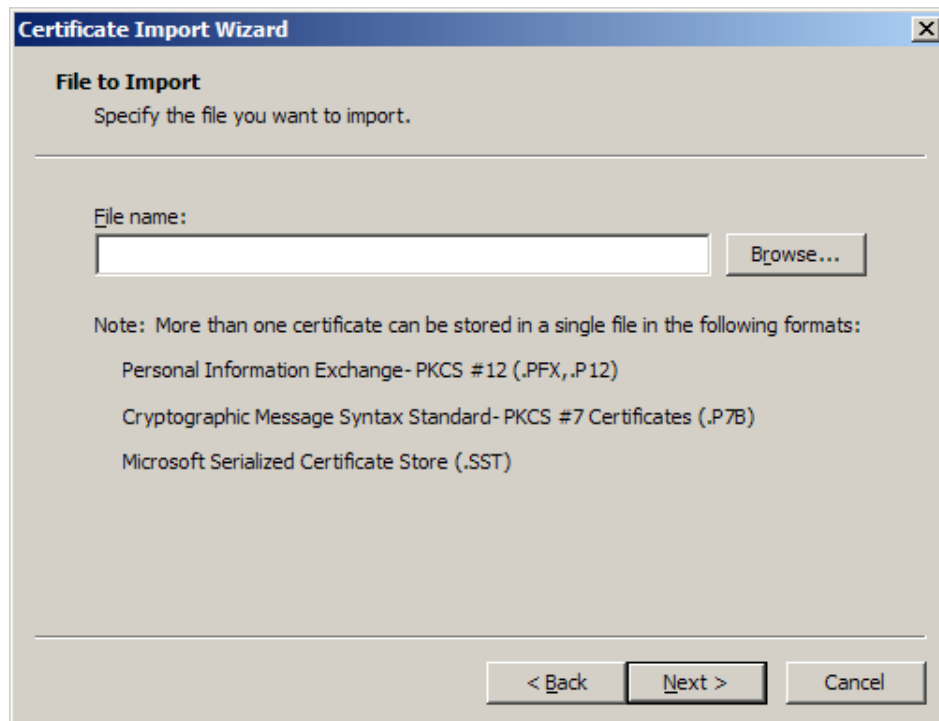 Certificate Import Wizard
File to Import
Specify the file you want to import.
File name:
Browse...
Note: More than one certificate can be stored in a single file in the following formats:
Personal Information Exchange- PKCS #12 (.PFX,.P12)
Cryptographic Message Syntax Standard- PKCS #7 Certificates (.P7B)
Microsoft Serialized Certificate Store (.SST)
< Back Next > Cancel